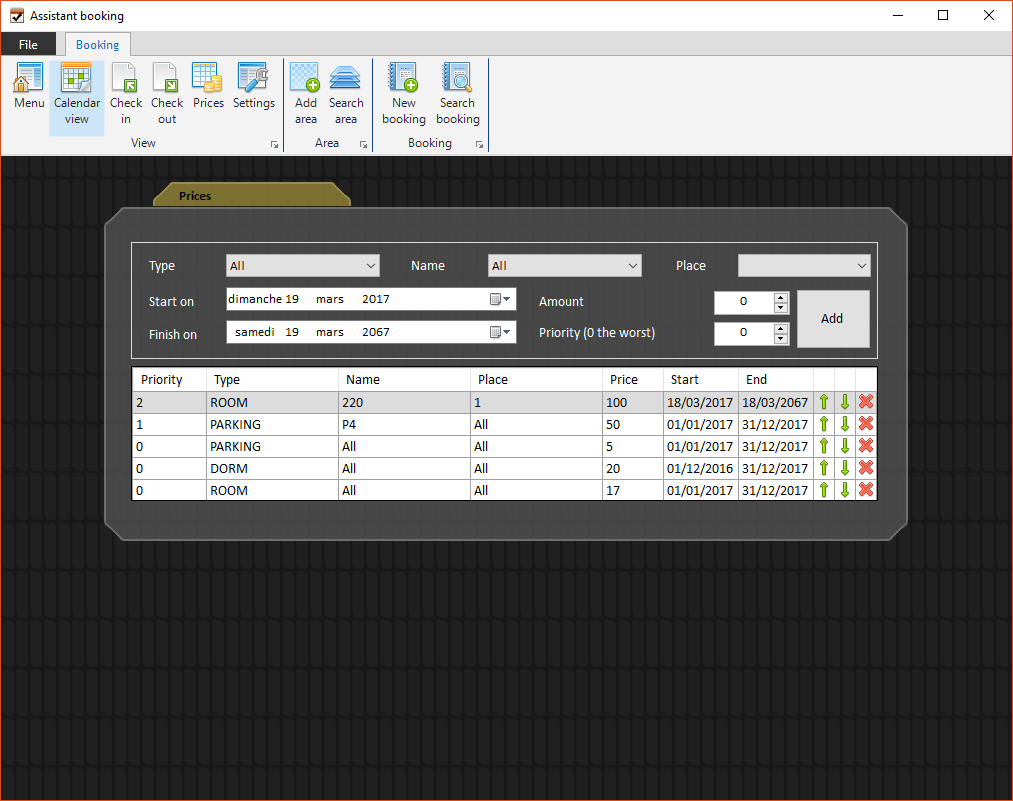 Assistant booking
File Booking
Menu Calendar view Check in Check out Prices Settings Add area Search area New booking Search booking
View Area Booking
Prices
Type All Name All Place
Start on dimanche 19 mars 2017 Amount 0 Add
Finish on samedi 19 mars 2067 Priority (0 the worst) 0
Priority Type Name Place Price Start End
2 ROOM 220 1 100 18/03/2017 18/03/2067
1 PARKING P4 All 50 01/01/2017 31/12/2017
0 PARKING All All 5 01/01/2017 31/12/2017
0 DORM All All 20 01/12/2016 31/12/2017
0 ROOM All All 17 01/01/2017 31/12/2017